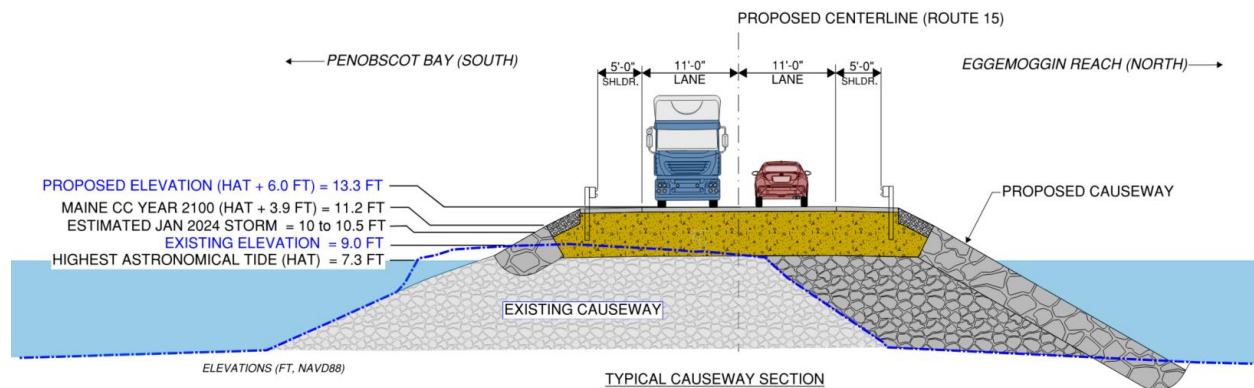 PROPOSED CENTERLINE (ROUTE 15)
PENOBSCOT BAY (SOUTH)
EGGEMOGGIN REACH (NORTH)
5'-0"
SHLDR.
11'-0"
LANE
11'-0"
LANE
5'-0"
SHLDR.
PROPOSED ELEVATION (HAT + 6.0 FT) = 13.3 FT
MAINE CC YEAR 2100 (HAT + 3.9 FT) = 11.2 FT
ESTIMATED JAN 2024 STORM = 10 to 10.5 FT
EXISTING ELEVATION = 9.0 FT
HIGHEST ASTRONOMICAL TIDE (HAT) = 7.3 FT
PROPOSED CAUSEWAY
EXISTING CAUSEWAY
ELEVATIONS (FT, NAVD88)
TYPICAL CAUSEWAY SECTION